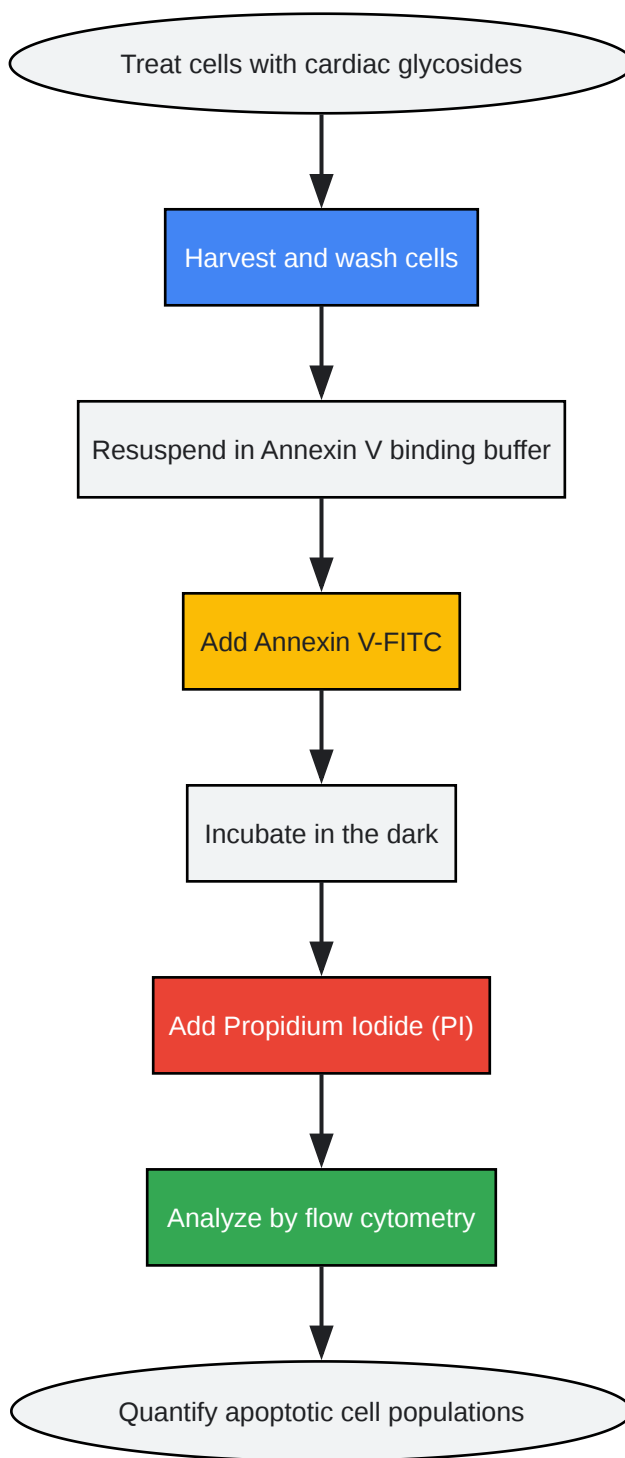 Treat cells with cardiac glycosides
Harvest and wash cells
Resuspend in Annexin V binding buffer
Add Annexin V-FITC
Incubate in the dark
Add Propidium Iodide (PI)
Analyze by flow cytometry
Quantify apoptotic cell populations